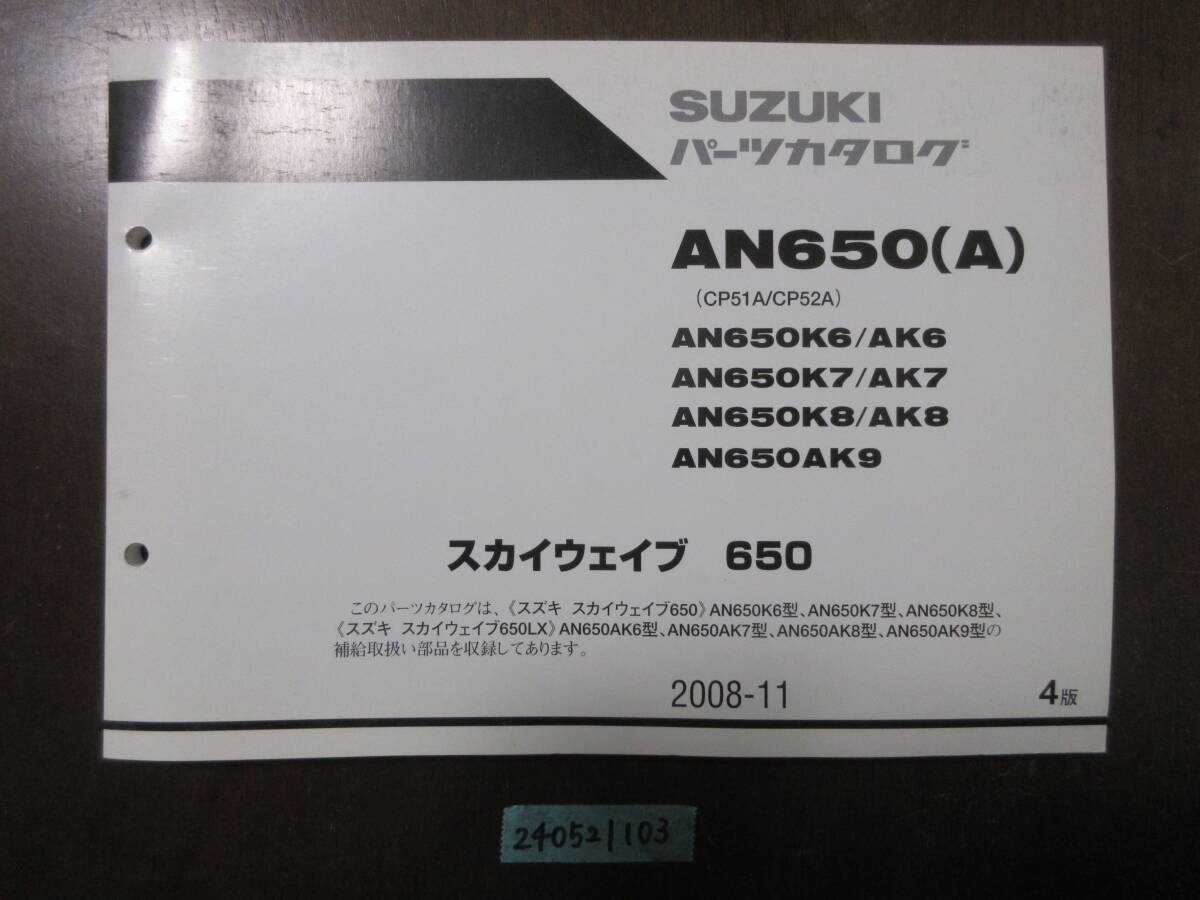 SUZUKI
パーツカタログ
AN650(A)
(CP51A/CP52A)
AN650K6/AK6
AN650K7/AK7
AN650K8/AK8
AN650AK9
スカイウェイブ 650
このパーツカタログは、《スズキ スカイウェイブ650》AN650K6型、AN650K7型、AN650K8型、
《スズキ スカイウェイブ650LX》AN650AK6型、AN650AK7型、AN650AK8型、AN650AK9型の
補給取扱い部品を収録してあります。
2008-11 4版
240521103